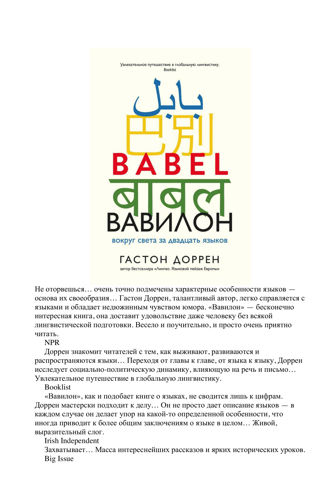 Увлекательное путешествие в глобальную лингвистику.
Booklist
بابل
巴別
BABEL
बाबल
ВАВИЛОН
вокруг света за двадцать языков
ГАСТОН ДОРРЕН
автор бестселлера «Лингво. Языковой пейзаж Европы»
Не оторвешься… очень точно подмечены характерные особенности языков —
основа их своеобразия… Гастон Доррен, талантливый автор, легко справляется с
языками и обладает недюжинным чувством юмора. «Вавилон» — бесконечно
интересная книга, она доставит удовольствие даже человеку без всякой
лингвистической подготовки. Весело и поучительно, и просто очень приятно
читать.
NPR
Доррен знакомит читателей с тем, как выживают, развиваются и
распространяются языки… Переходя от главы к главе, от языка к языку, Доррен
исследует социально-политическую динамику, влияющую на речь и письмо…
Увлекательное путешествие в глобальную лингвистику.
Booklist
«Вавилон», как и подобает книге о языках, не сводится лишь к цифрам.
Доррен мастерски подходит к делу… Он не просто дает описание языков — в
каждом случае он делает упор на какой-то определенной особенности, что
иногда приводит к более общим заключениям о языке в целом… Живой,
выразительный слог.
Irish Independent
Захватывает… Масса интереснейших рассказов и ярких исторических уроков.
Big Issue